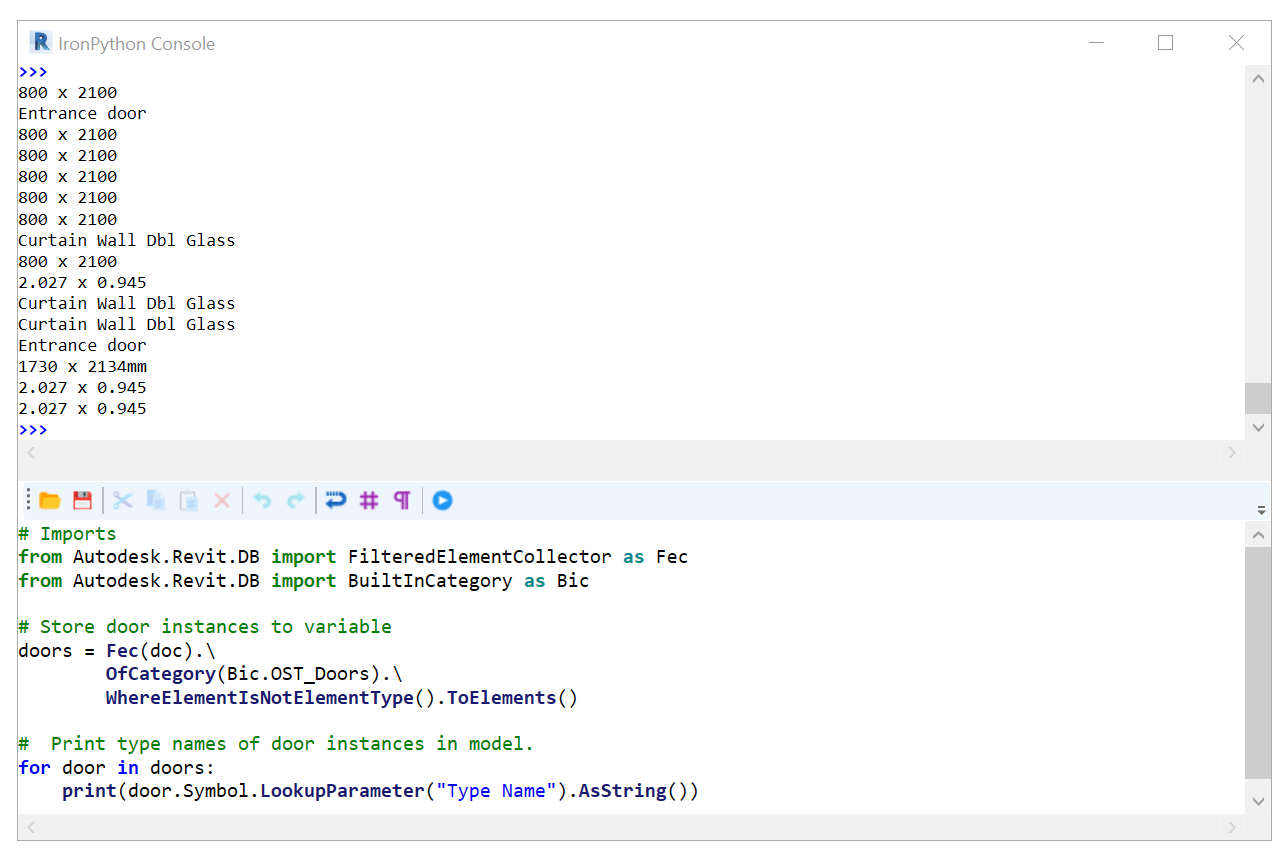 IronPython Console
>>>
800 x 2100
Entrance door
800 x 2100
800 x 2100
800 x 2100
800 x 2100
800 x 2100
Curtain Wall Dbl Glass
800 x 2100
2.027 x 0.945
Curtain Wall Dbl Glass
Curtain Wall Dbl Glass
Entrance door
1730 x 2134mm
2.027 x 0.945
2.027 x 0.945
>>>
# Imports
from Autodesk.Revit.DB import FilteredElementCollector as Fec
from Autodesk.Revit.DB import BuiltInCategory as Bic

# Store door instances to variable
doors = Fec(doc).\
        OfCategory(Bic.OST_Doors).\
        WhereElementIsNotElementType().ToElements()

#  Print type names of door instances in model.
for door in doors:
    print(door.Symbol.LookupParameter("Type Name").AsString())